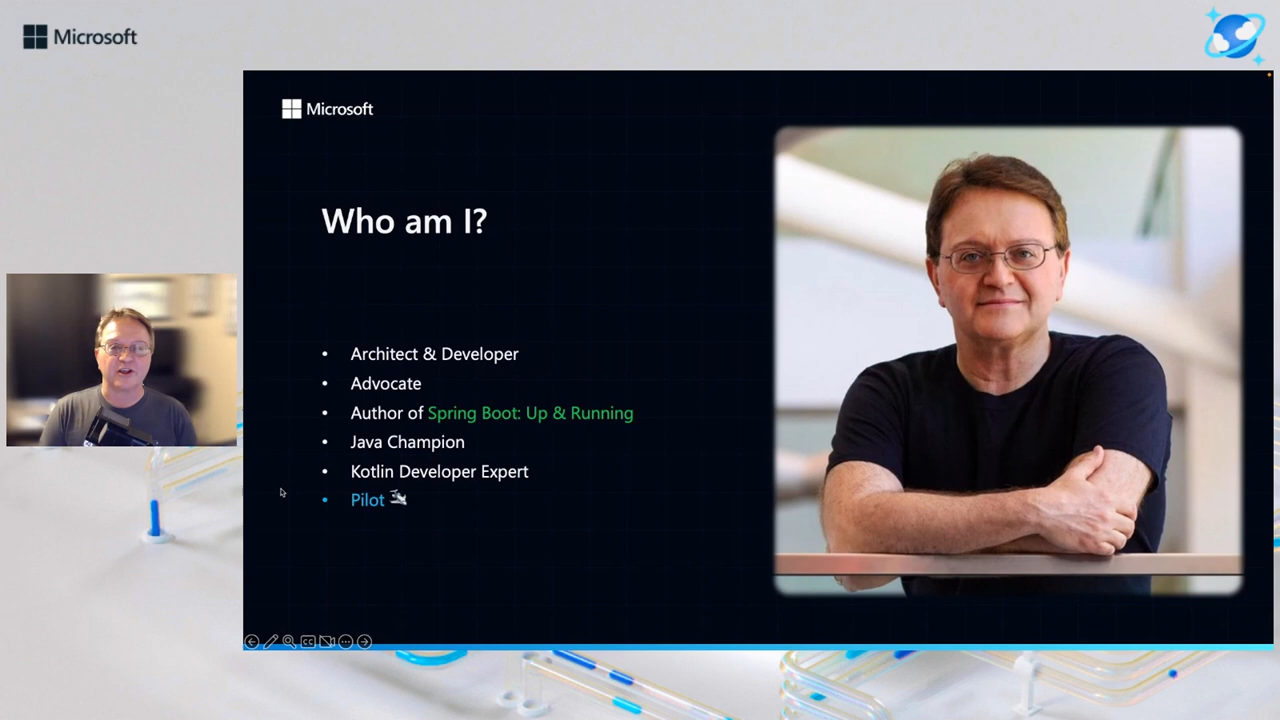 Microsoft
Microsoft
Who am I?
• Architect & Developer
• Advocate
• Author of Spring Boot: Up & Running
• Java Champion
• Kotlin Developer Expert
• Pilot
CC